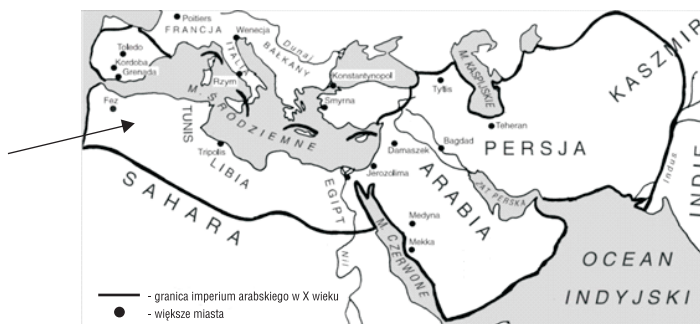 Poitiers
FRANCJA
Wenecja
Dunaj
ITALIA
BAŁKANY
Toledo
Kordoba
Grenada
Rzym
Konstantynopol
Smyrna
M. ŚRÓDZIEMNE
Fez
TUNIS
Tripolis
LIBIA
SAHARA
EGIPT
Nil
Jerozolima
Damaszek
Bagdad
Tyflis
M. KASPIJSKIE
Teheran
PERSJA
KASZMIR
Indus
INDIE
ZAT. PERSKA
ARABIA
Medyna
Mekka
M. CZERWONE
OCEAN
INDYJSKI
- granica imperium arabskiego w X wieku
- większe miasta